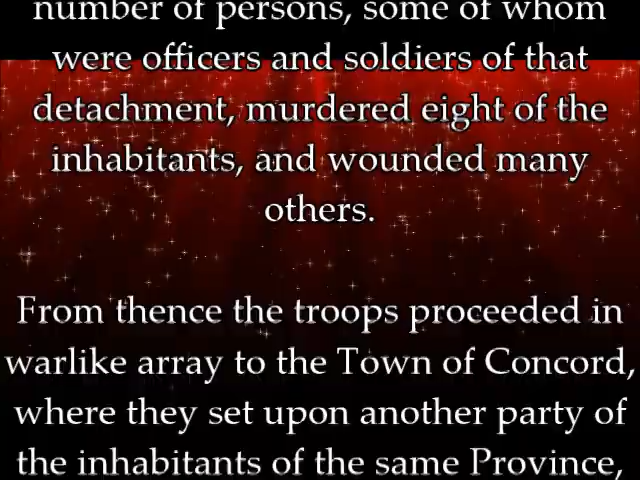 number of persons, some of whom
were officers and soldiers of that
detachment, murdered eight of the
inhabitants, and wounded many
others.
From thence the troops proceeded in
warlike array to the Town of Concord,
where they set upon another party of
the inhabitants of the same Province,